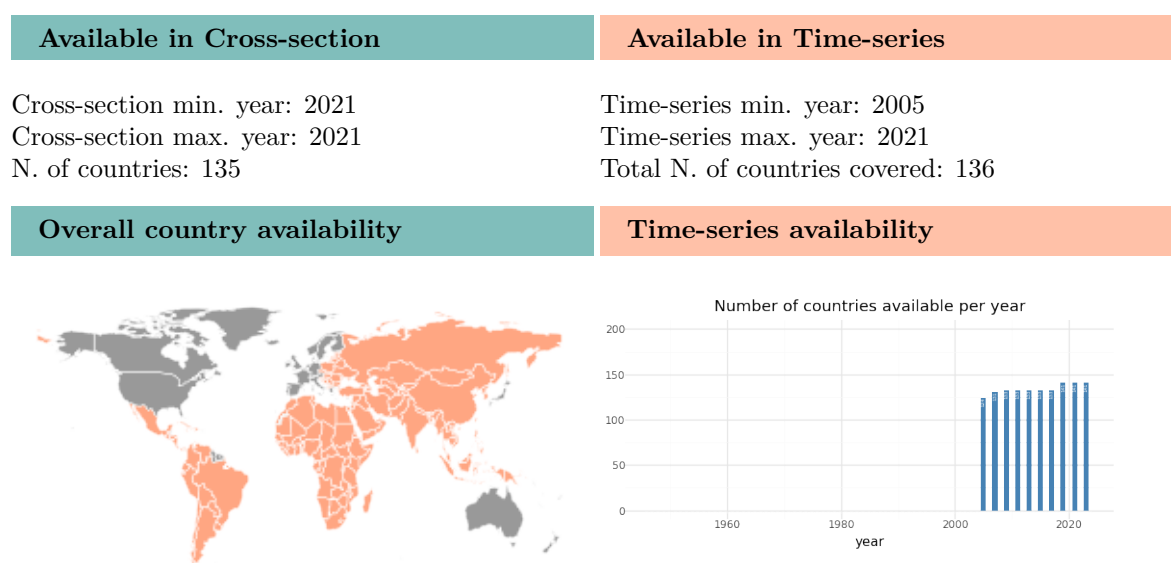 Available in Cross-section
Available in Time-series
Cross-section min. year: 2021
Cross-section max. year: 2021
N. of countries: 135
Time-series min. year: 2005
Time-series max. year: 2021
Total N. of countries covered: 136
Overall country availability
Time-series availability
Number of countries available per year
200
150
100
50
0
1960 1980 2000 2020
year